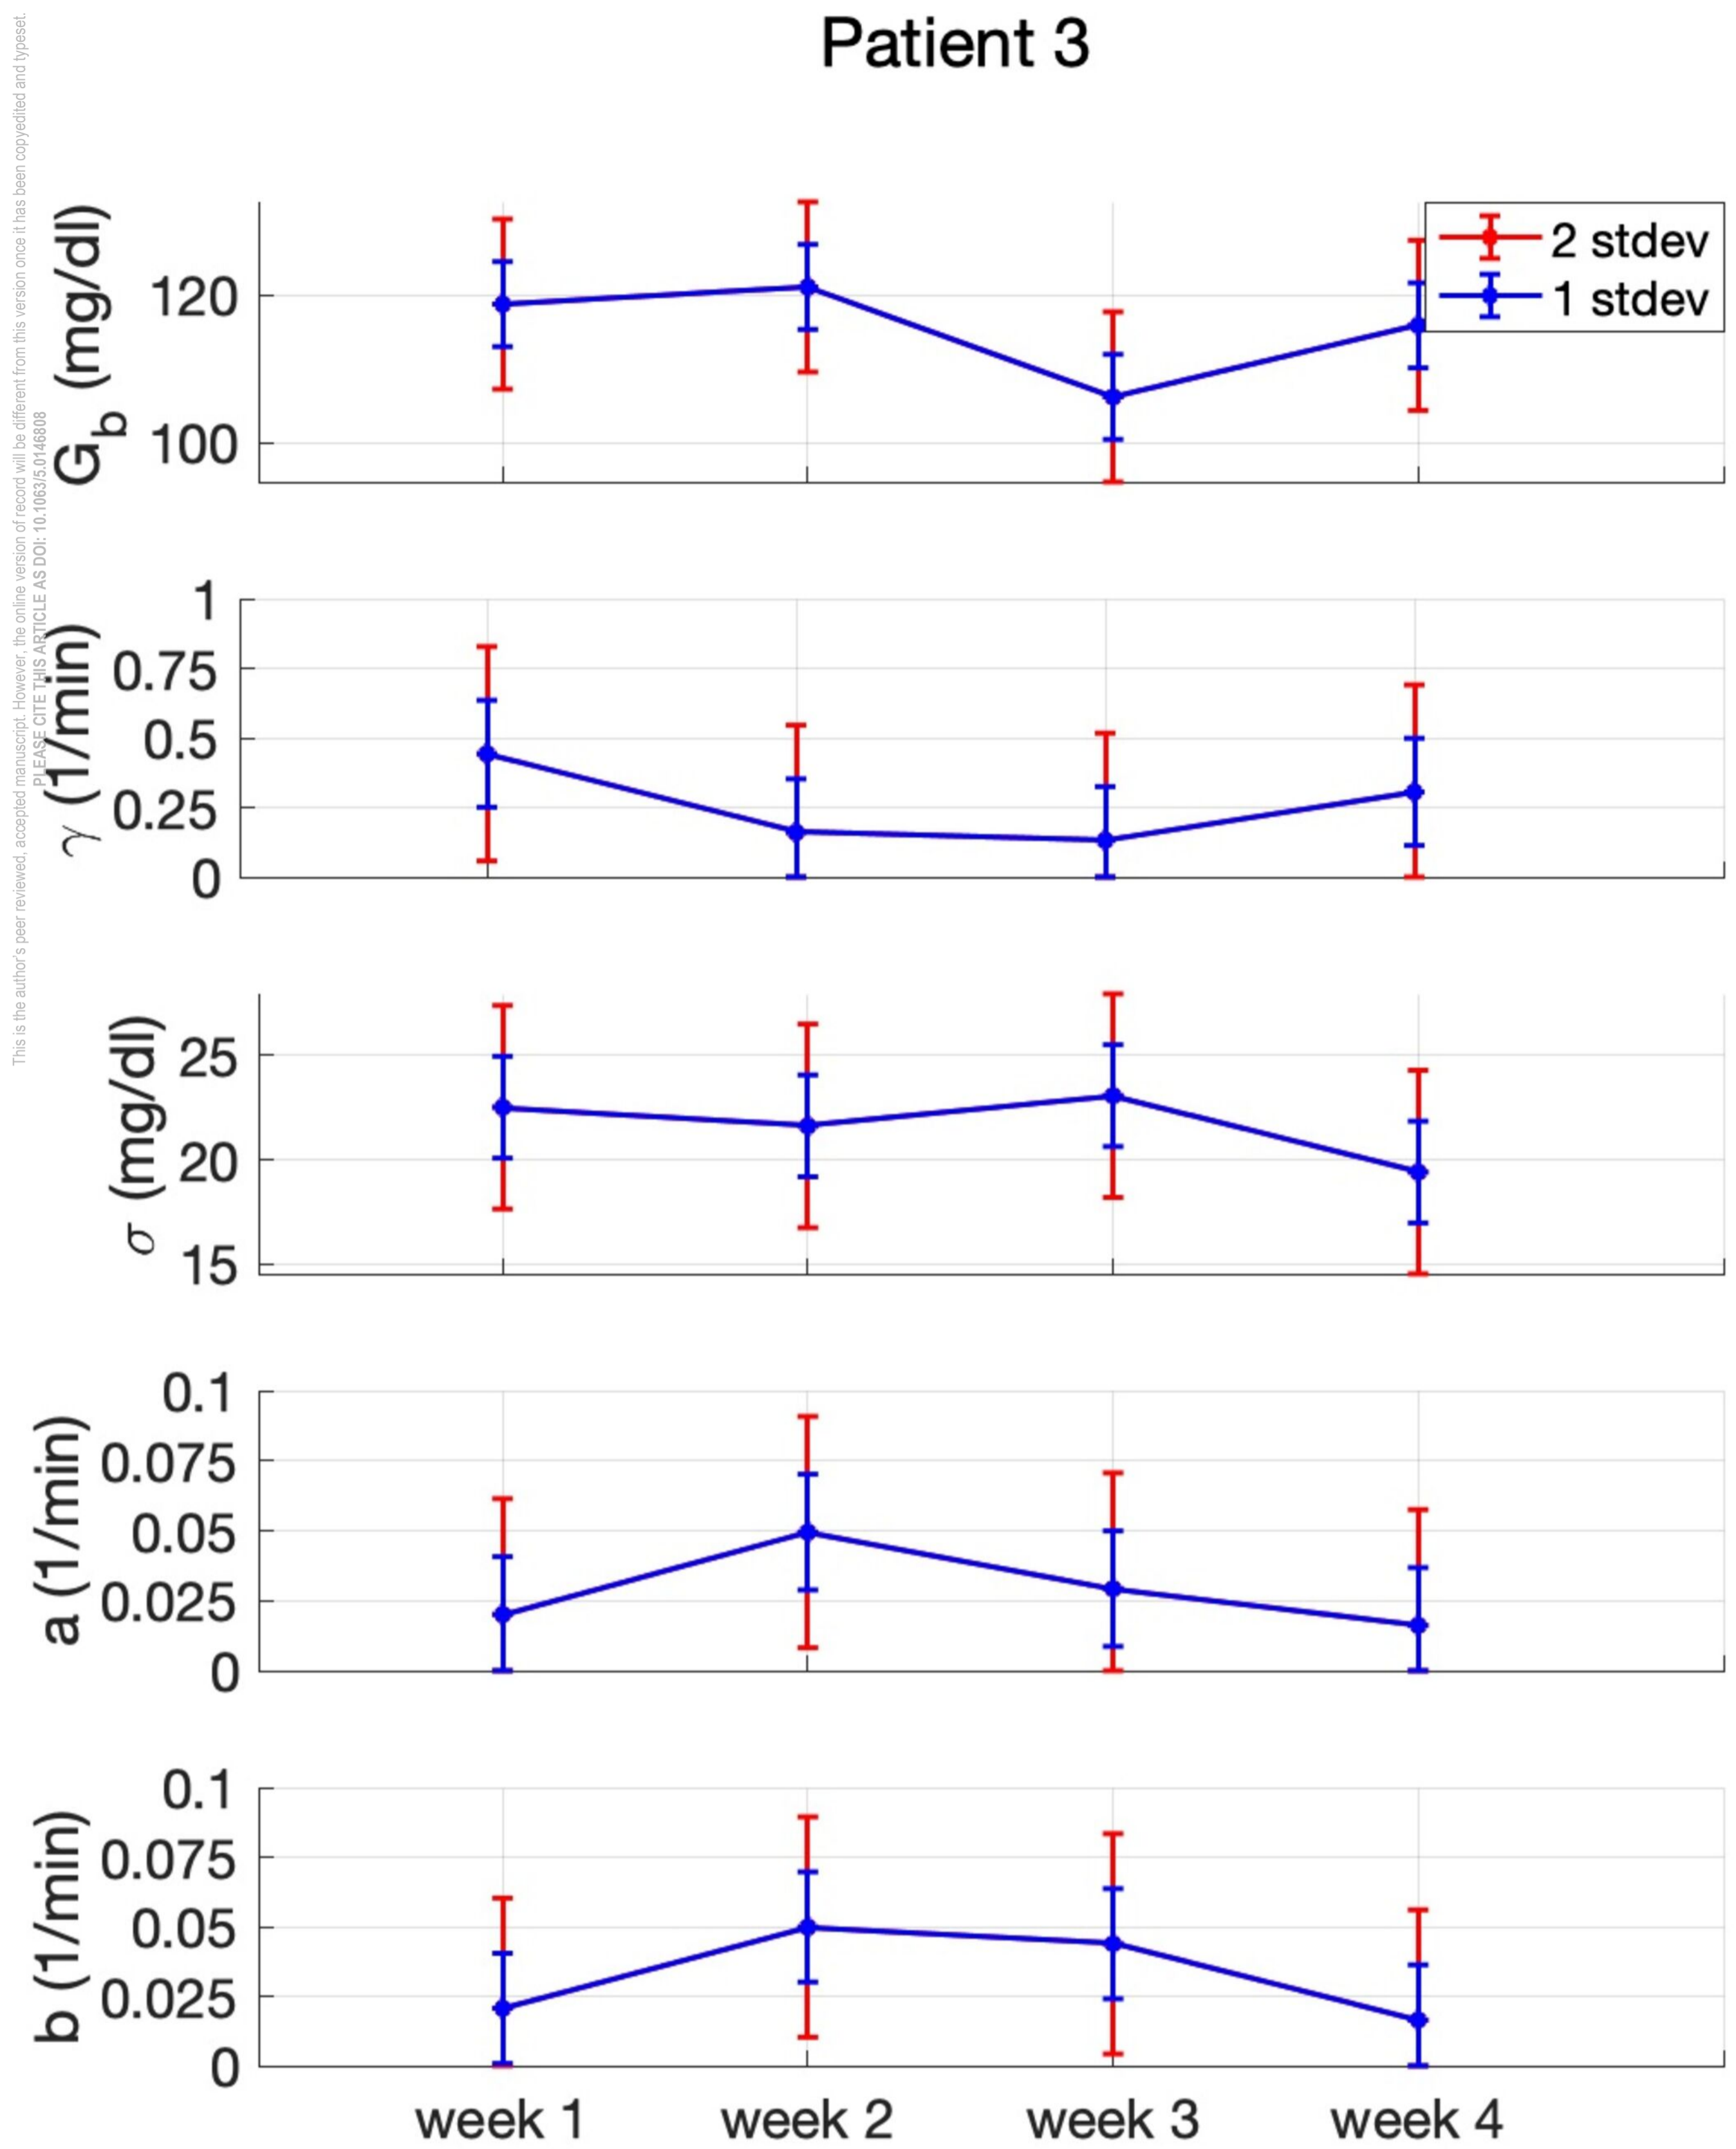 Patient 3
This is the author's peer reviewed, accepted manuscript. However, the online version of record will be different from this version once it has been copyedited and typeset.
PLEASE CITE THIS ARTICLE AS DOI: 10.1063/5.0146808
G_b (mg/dl)
120
100
2 stdev
1 stdev
γ (1/min)
1
0.75
0.5
0.25
0
σ (mg/dl)
25
20
15
a (1/min)
0.1
0.075
0.05
0.025
0
b (1/min)
0.1
0.075
0.05
0.025
0
week 1 week 2 week 3 week 4